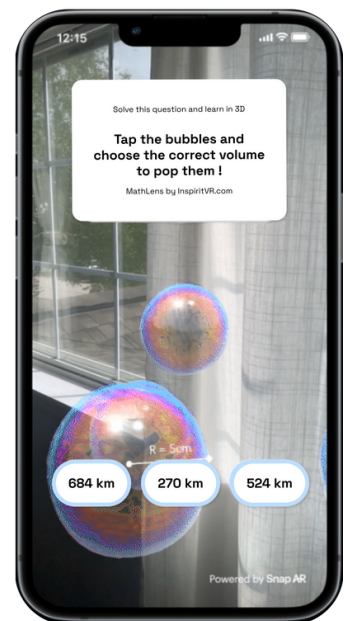 12:15
Solve this question and learn in 3D
Tap the bubbles and
choose the correct volume
to pop them !
MathLens by InspiritVR.com
R = 5cm
684 km
270 km
524 km
Powered by Snap AR